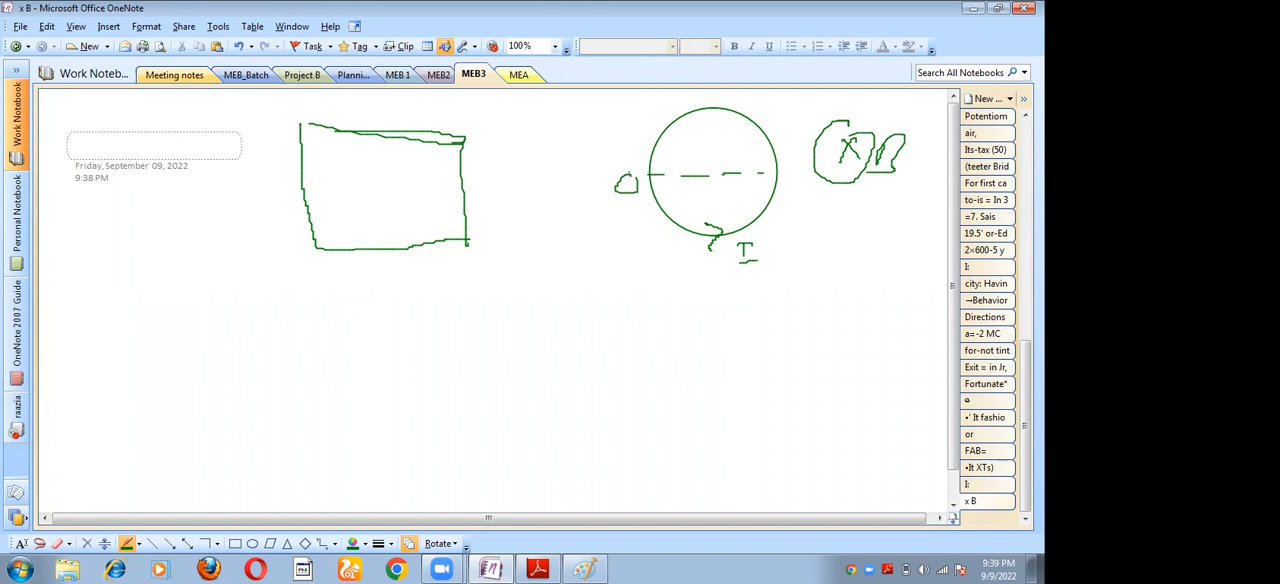 x B - Microsoft Office OneNote
File Edit View Insert Format Share Tools Table Window Help
New Task Tag Clip 100% B I U A
Work Noteb... Meeting notes MEB_Batch Project B Planni... MEB 1 MEB2 MEB3 MEA Search All Notebooks
Work Notebook
Personal Notebook
OneNote 2007 Guide
raazia
Friday, September 09, 2022
9:38 PM
X
I
New ...
Potentiom
air,
Its-tax (50)
(teeter Brid
For first ca
to-is = In 3
=7. Sais
19.5' or-Ed
2×600-5 y
I:
city: Havin
→Behavior
Directions
a=-2 MC
for-not tint
Exit = in Jr,
Fortunate*
•' It fashio
or
FAB=
•It XTs)
I:
x B
Rotate
9:39 PM
9/9/2022